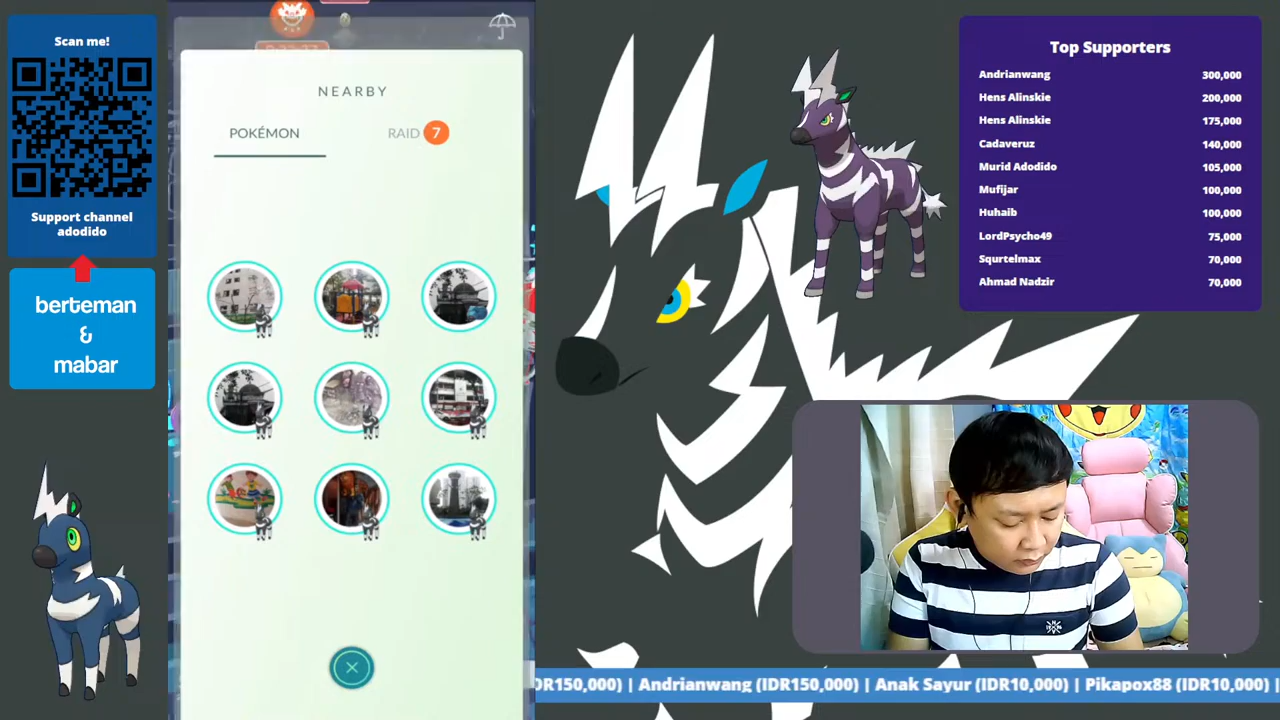 Scan me!
Support channel
adodido
berteman
&
mabar
NEARBY
POKÉMON
RAID 7
Top Supporters
Andrianwang 300,000
Hens Alinskie 200,000
Hens Alinskie 175,000
Cadaveruz 140,000
Murid Adodido 105,000
Mufijar 100,000
Huhaib 100,000
LordPsycho49 75,000
Squrtelmax 70,000
Ahmad Nadzir 70,000
DR150,000) | Andrianwang (IDR150,000) | Anak Sayur (IDR10,000) | Pikapox88 (IDR10,000) |